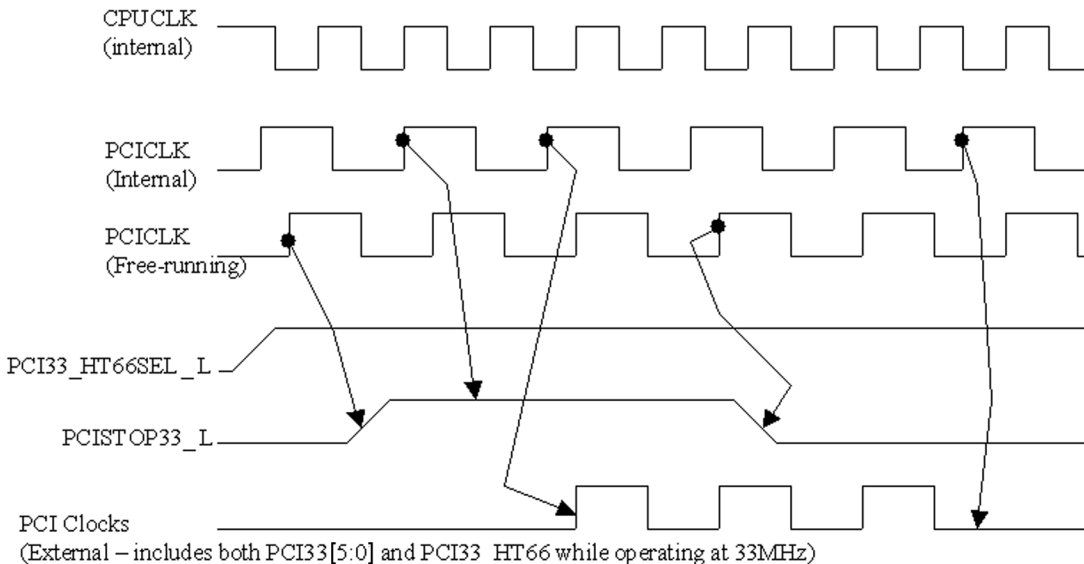 CPUCLK
(internal)
PCICLK
(Internal)
PCICLK
(Free-running)
PCI33_HT66SEL_L
PCISTOP33_L
PCI Clocks
(External – includes both PCI33[5:0] and PCI33_HT66 while operating at 33MHz)